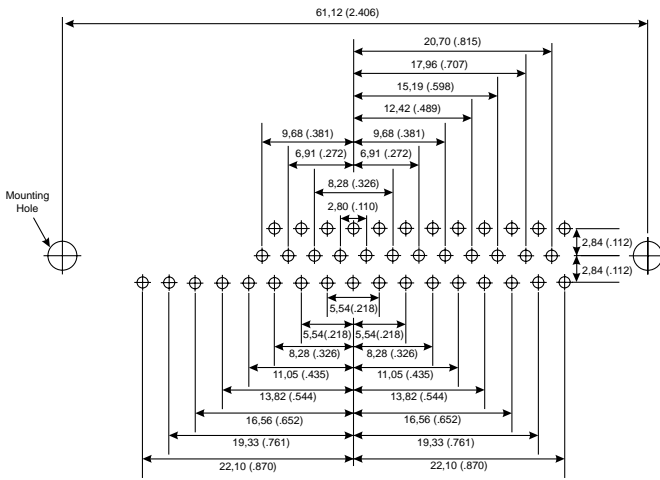 61,12 (2.406)
20,70 (.815)
17,96 (.707)
15,19 (.598)
12,42 (.489)
9,68 (.381) 9,68 (.381)
6,91 (.272) 6,91 (.272)
8,28 (.326)
Mounting
Hole
2,80 (.110)
2,84 (.112)
2,84 (.112)
5,54(.218)
5,54(.218) 5,54(.218)
8,28 (.326) 8,28 (.326)
11,05 (.435) 11,05 (.435)
13,82 (.544) 13,82 (.544)
16,56 (.652) 16,56 (.652)
19,33 (.761) 19,33 (.761)
22,10 (.870) 22,10 (.870)